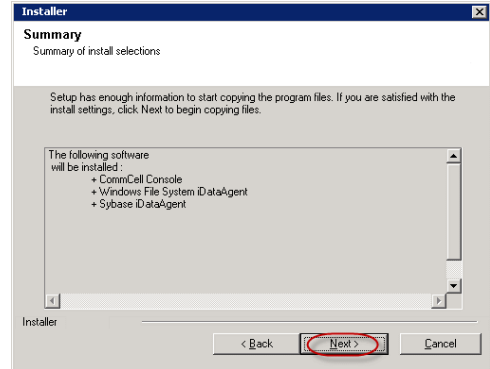 Installer
Summary
Summary of install selections
Setup has enough information to start copying the program files. If you are satisfied with the
install settings, click Next to begin copying files.
The following software
will be installed :
+ CommCell Console
+ Windows File System iDataAgent
+ Sybase iDataAgent
Installer
< Back
Next >
Cancel